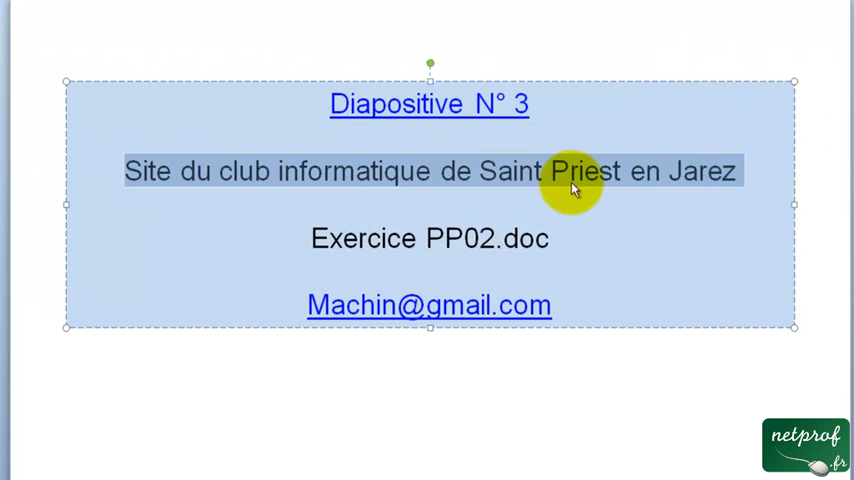 Diapositive N° 3
Site du club informatique de Saint Priest en Jarez
Exercice PP02.doc
Machin@gmail.com
netprof
.fr